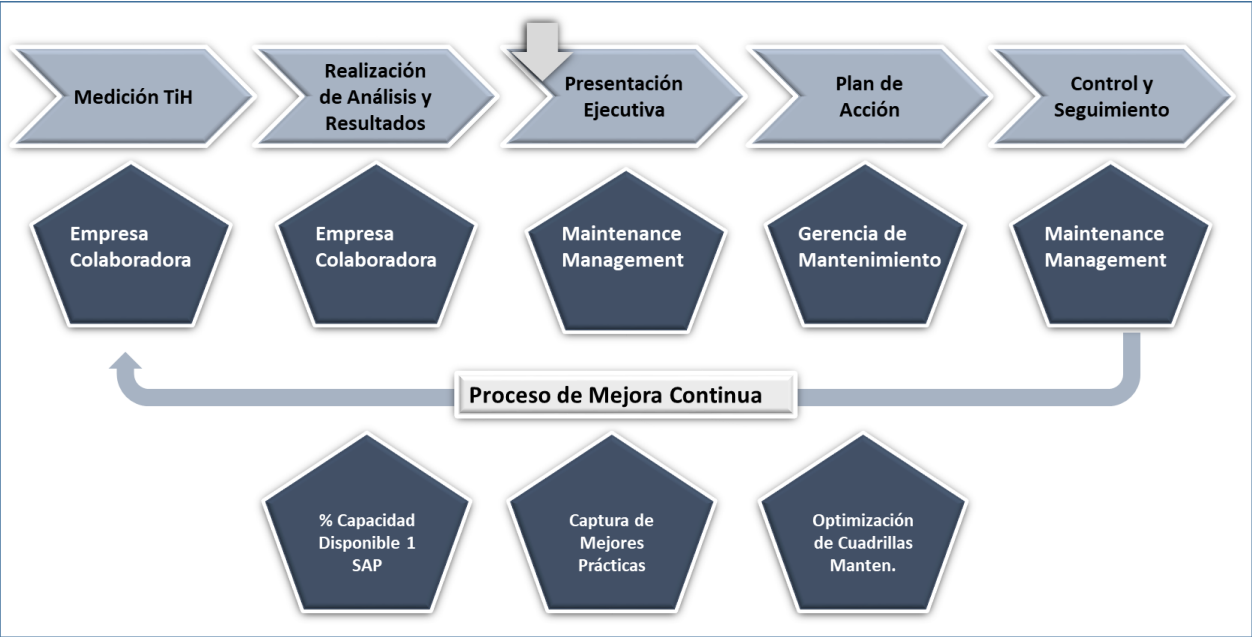 Medición TiH
Realización
de Análisis y
Resultados
Presentación
Ejecutiva
Plan de
Acción
Control y
Seguimiento
Empresa
Colaboradora
Empresa
Colaboradora
Maintenance
Management
Gerencia de
Mantenimiento
Maintenance
Management
Proceso de Mejora Continua
% Capacidad
Disponible 1
SAP
Captura de
Mejores
Prácticas
Optimización
de Cuadrillas
Manten.